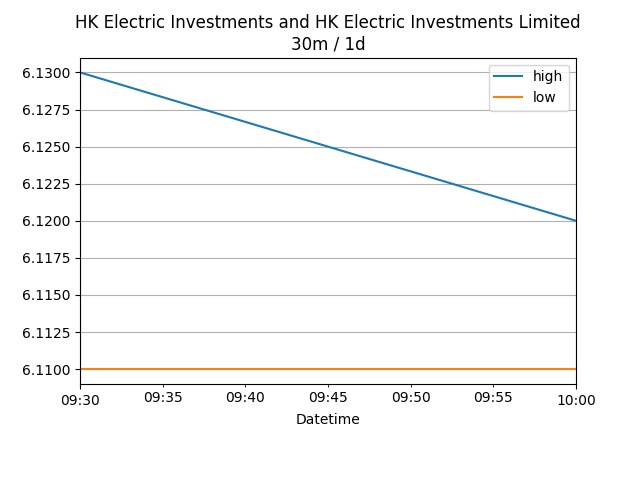 HK Electric Investments and HK Electric Investments Limited
30m / 1d
high
low
6.1300
6.1275
6.1250
6.1225
6.1200
6.1175
6.1150
6.1125
6.1100
09:30 09:35 09:40 09:45 09:50 09:55 10:00
Datetime